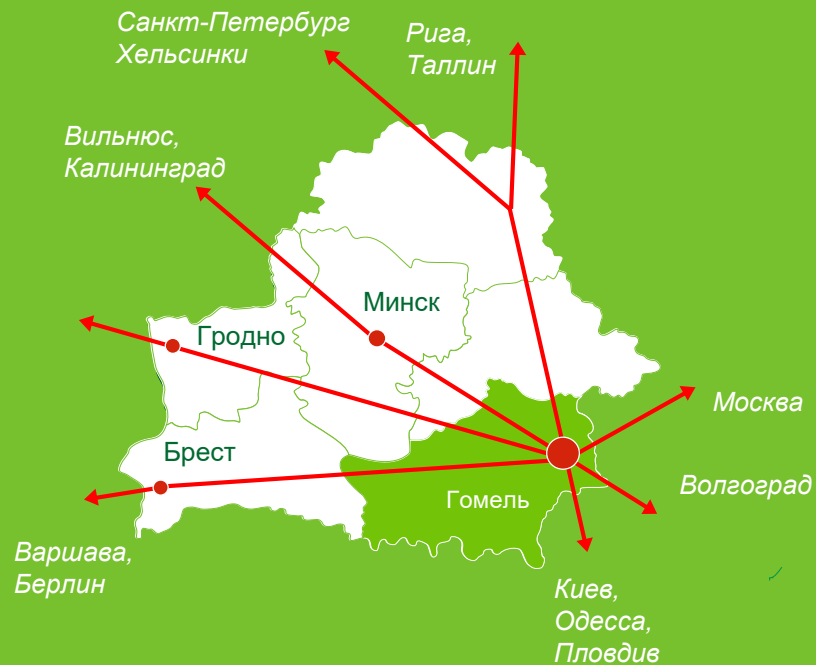 Санкт-Петербург
Хельсинки
Рига,
Таллин
Вильнюс,
Калининград
Минск
Гродно
Москва
Брест
Волгоград
Гомель
Варшава,
Берлин
Киев,
Одесса,
Пловдив